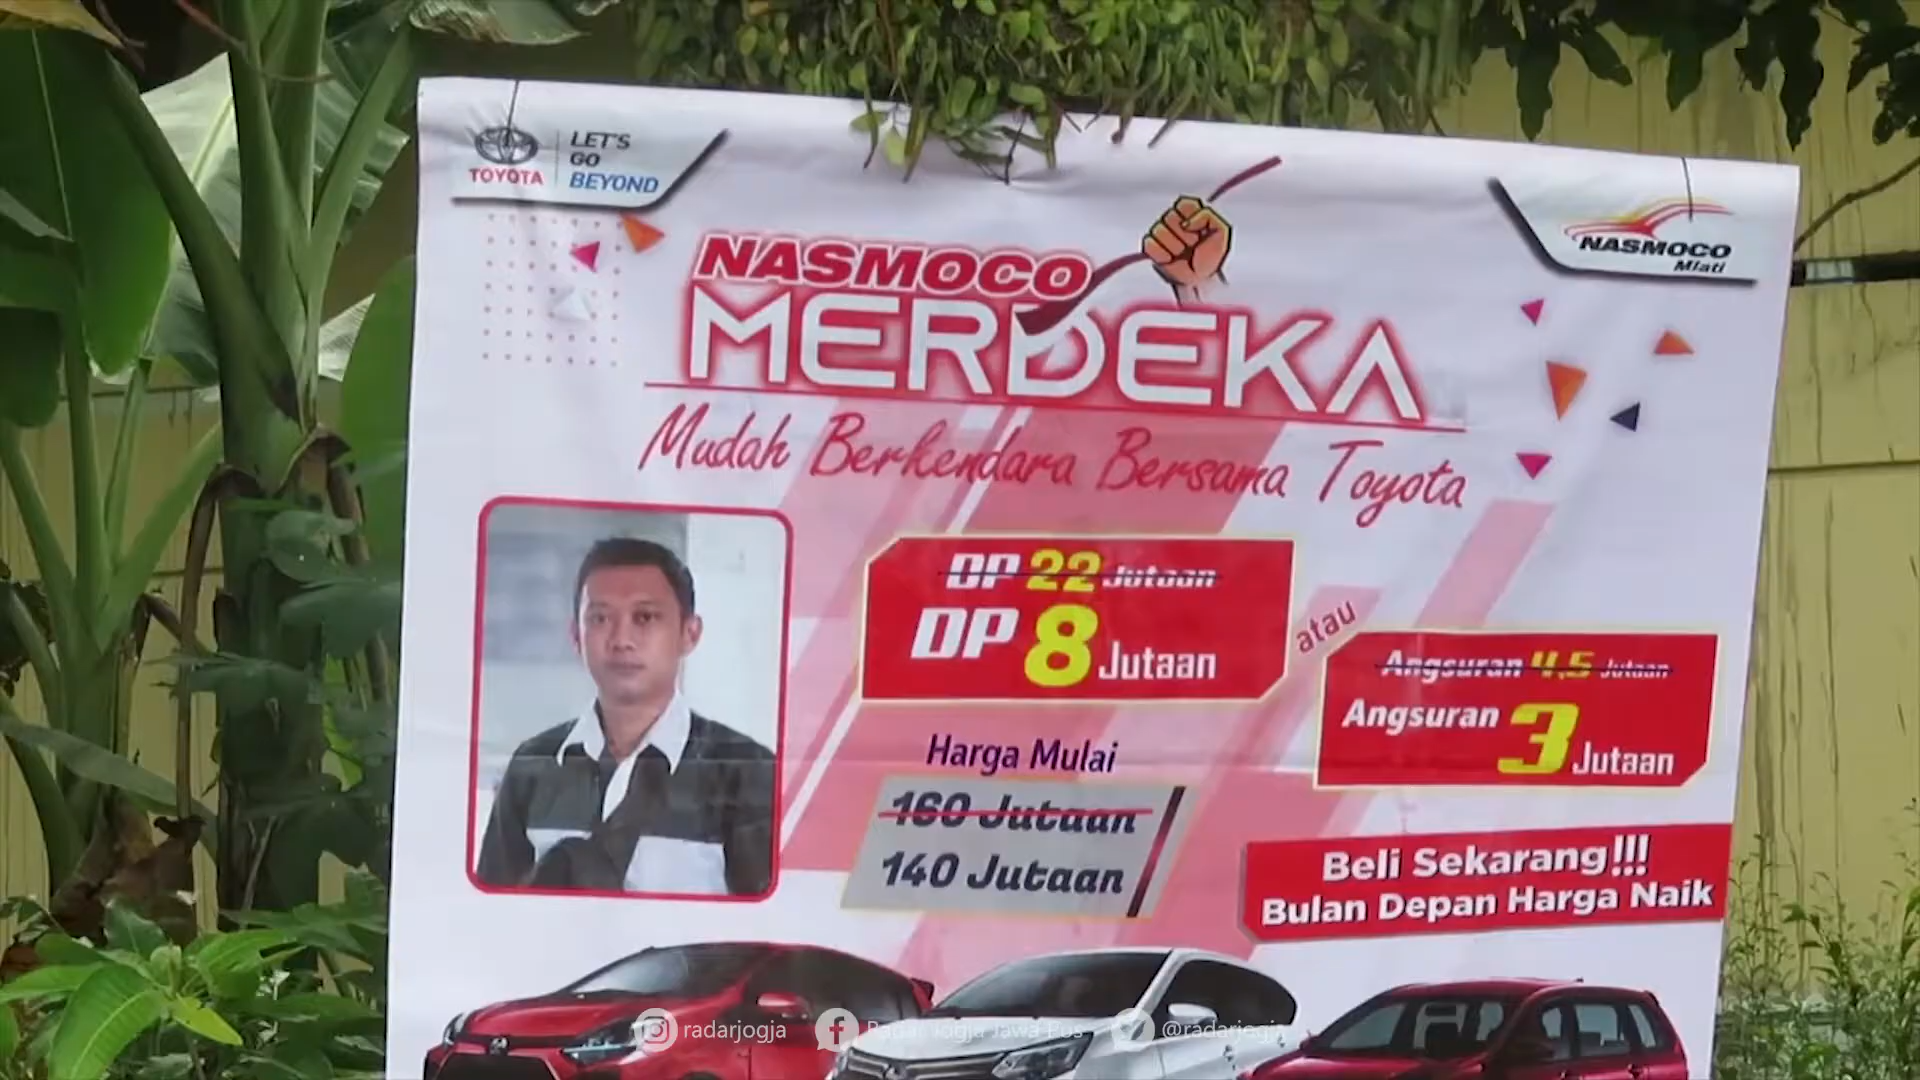 TOYOTA
LET'S
GO
BEYOND
NASMOCO
Mlati
NASMOCO
MERDEKA
Mudah Berkendara Bersama Toyota
DP 22 Jutaan
DP 8 Jutaan
atau
Angsuran 4,5 Jutaan
Angsuran 3 Jutaan
Harga Mulai
160 Jutaan
140 Jutaan
Beli Sekarang!!!
Bulan Depan Harga Naik
radarjogja
Radar Jogja Jawa Pos
@radarjogja